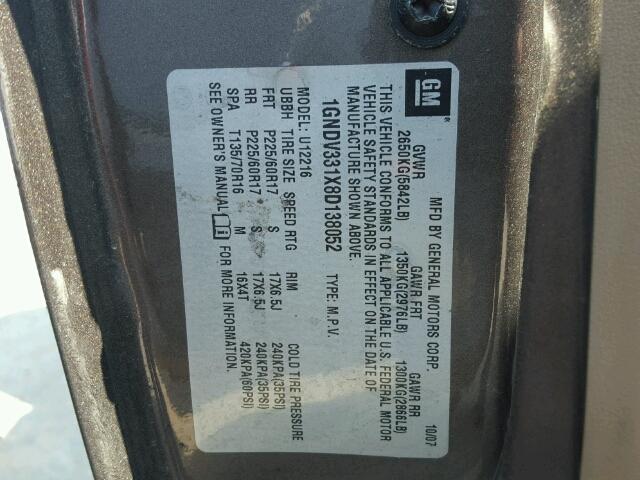 GM
MFD BY GENERAL MOTORS CORP. 10/07
GVWR GAWR FRT GAWR RR
2650KG(5842LB) 1350KG(2976LB) 1300KG(2866LB)
THIS VEHICLE CONFORMS TO ALL APPLICABLE U.S. FEDERAL MOTOR
VEHICLE SAFETY STANDARDS IN EFFECT ON THE DATE OF
MANUFACTURE SHOWN ABOVE.
1GNDV331X8D138052 TYPE: M.P.V.
MODEL: U12216
UBBH TIRE SIZE SPEED RTG RIM COLD TIRE PRESSURE
FRT P225/60R17 S 17X6.5J 240KPA(35PSI)
RR P225/60R17 S 17X6.5J 240KPA(35PSI)
SPA T135/70R16 M 16X4T 420KPA(60PSI)
SEE OWNER'S MANUAL i FOR MORE INFORMATION.